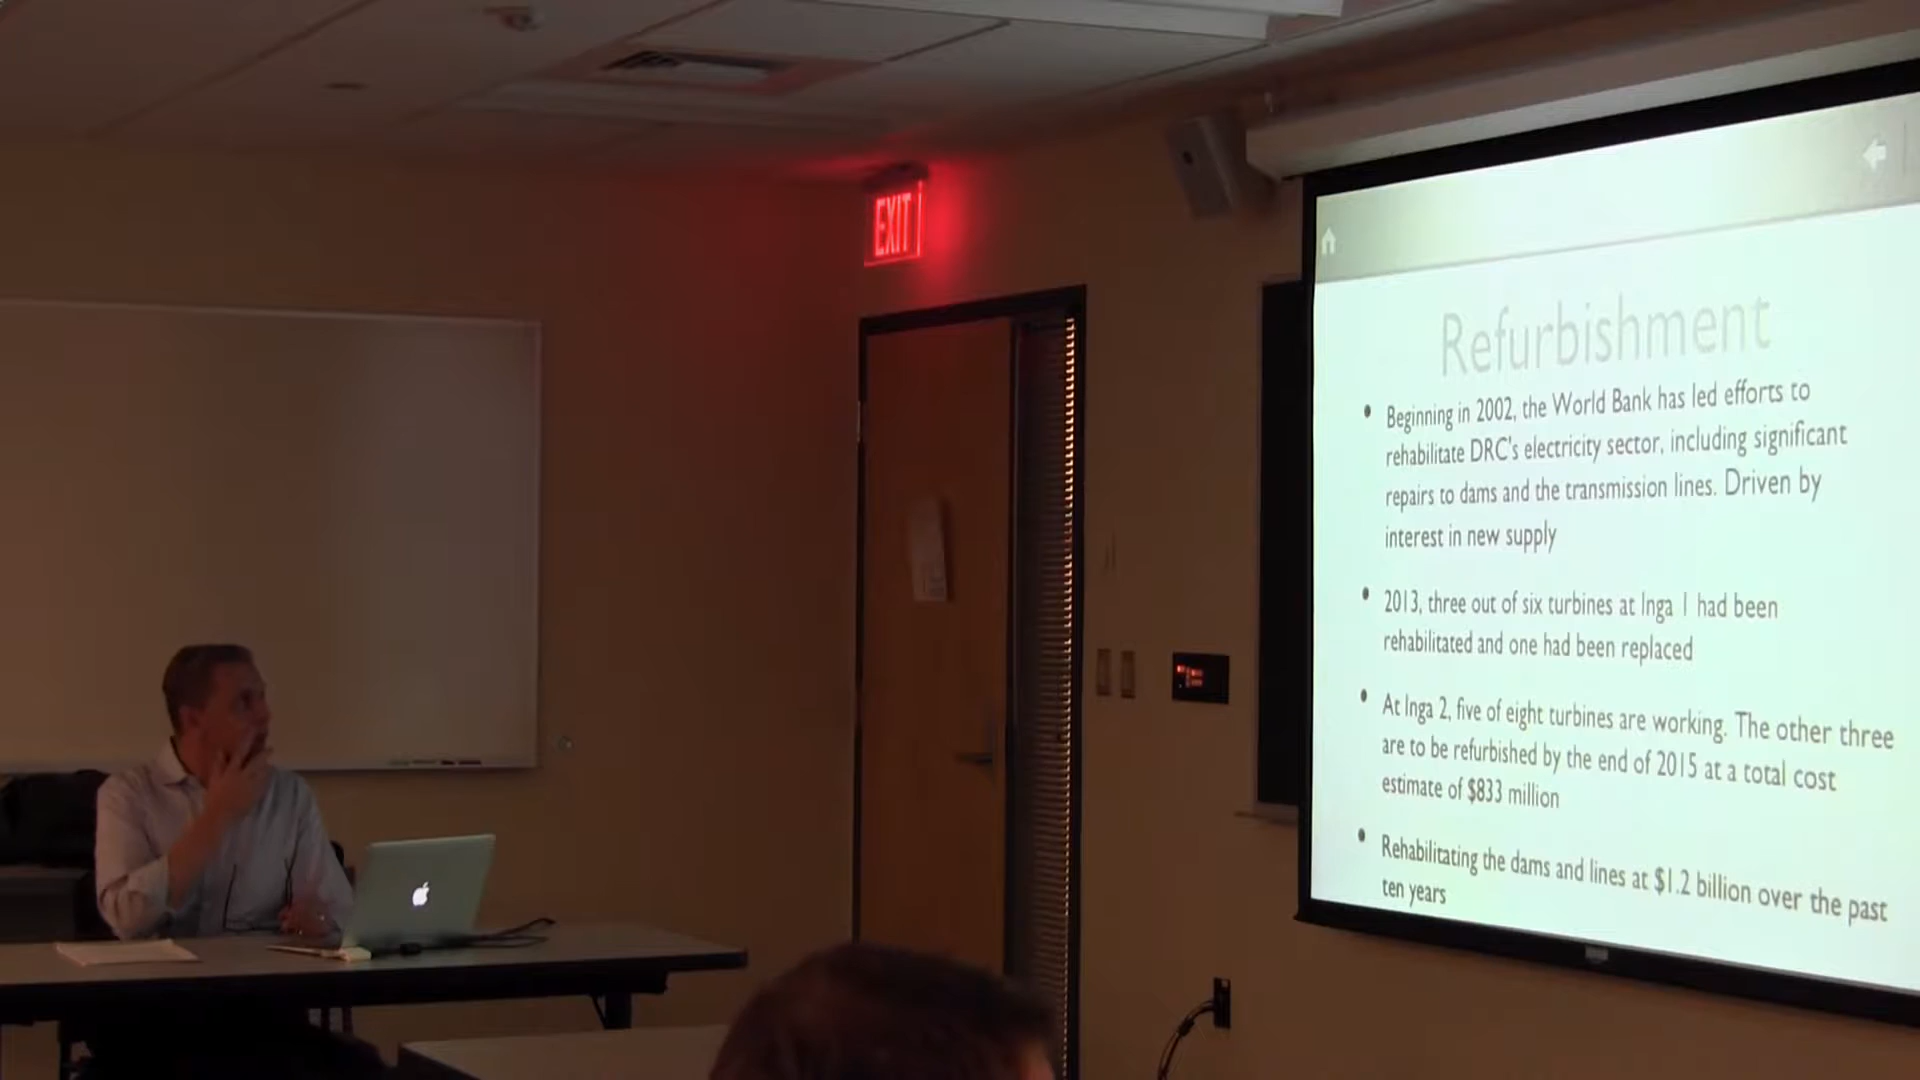 EXIT
Refurbishment
• Beginning in 2002, the World Bank has led efforts to
rehabilitate DRC's electricity sector, including significant
repairs to dams and the transmission lines. Driven by
interest in new supply
• 2013, three out of six turbines at Inga 1 had been
rehabilitated and one had been replaced
• At Inga 2, five of eight turbines are working. The other three
are to be refurbished by the end of 2015 at a total cost
estimate of $833 million
• Rehabilitating the dams and lines at $1.2 billion over the past
ten years